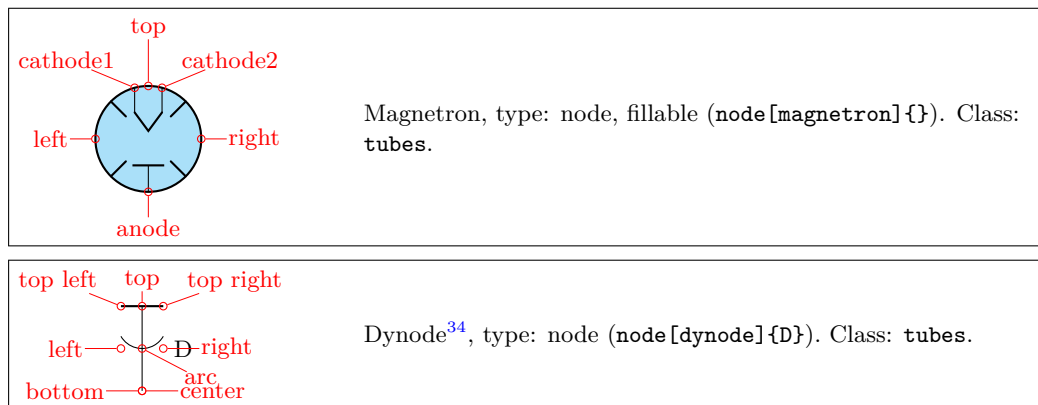 top
cathode1 cathode2
left right
anode
Magnetron, type: node, fillable (node[magnetron]{}). Class:
tubes.
top left top top right
left D right
arc
bottom center
Dynode34, type: node (node[dynode]{D}). Class: tubes.